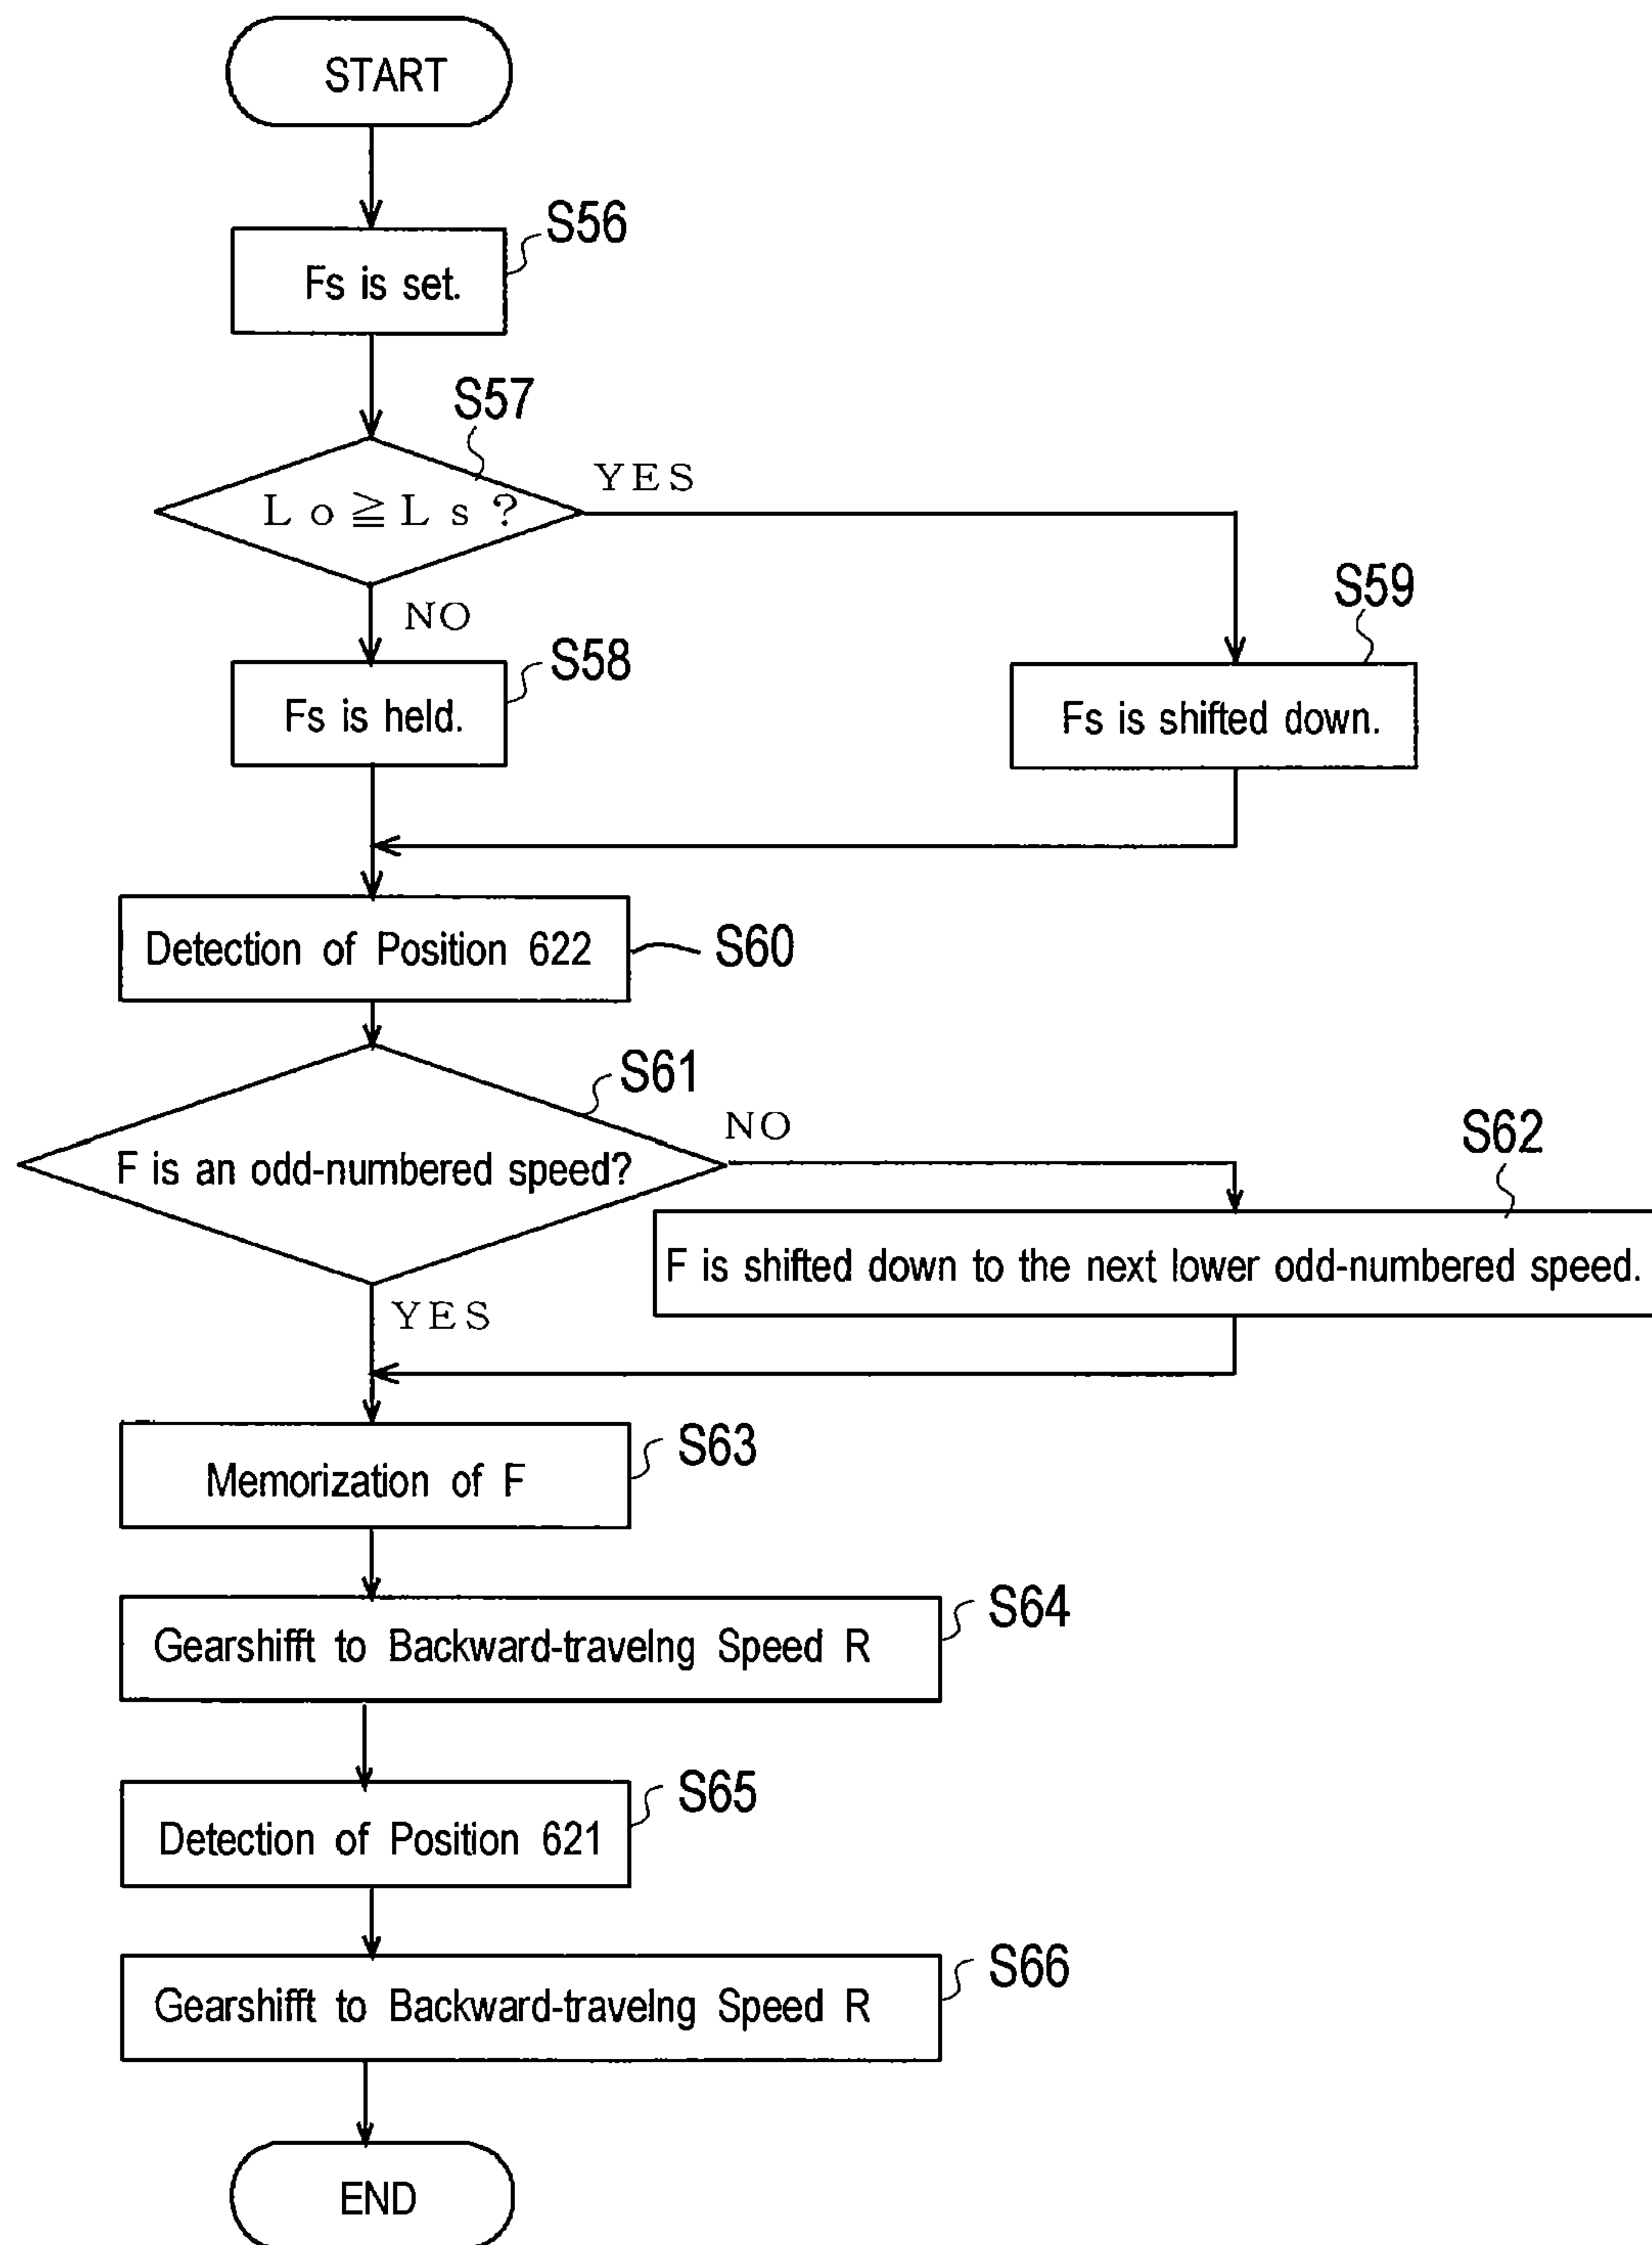 START
S56
Fs is set.
S57
Lo≧Ls?
YES
NO
S59
S58
Fs is held.
Fs is shifted down.
Detection of Position 622
S60
S61
F is an odd-numbered speed?
NO
S62
F is shifted down to the next lower odd-numbered speed.
YES
S63
Memorization of F
S64
Gearshifft to Backward-travelng Speed R
S65
Detection of Position 621
S66
Gearshifft to Backward-travelng Speed R
END